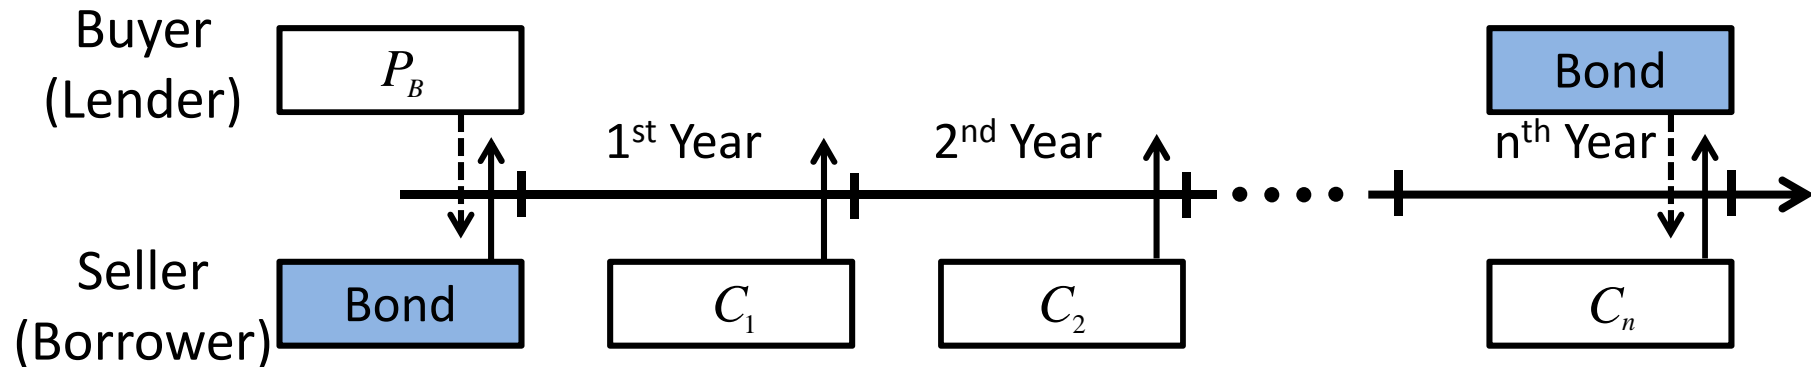 Buyer
(Lender)
P_B
Bond
1st Year
2nd Year
nth Year
Seller
(Borrower)
Bond
C_1
C_2
C_n